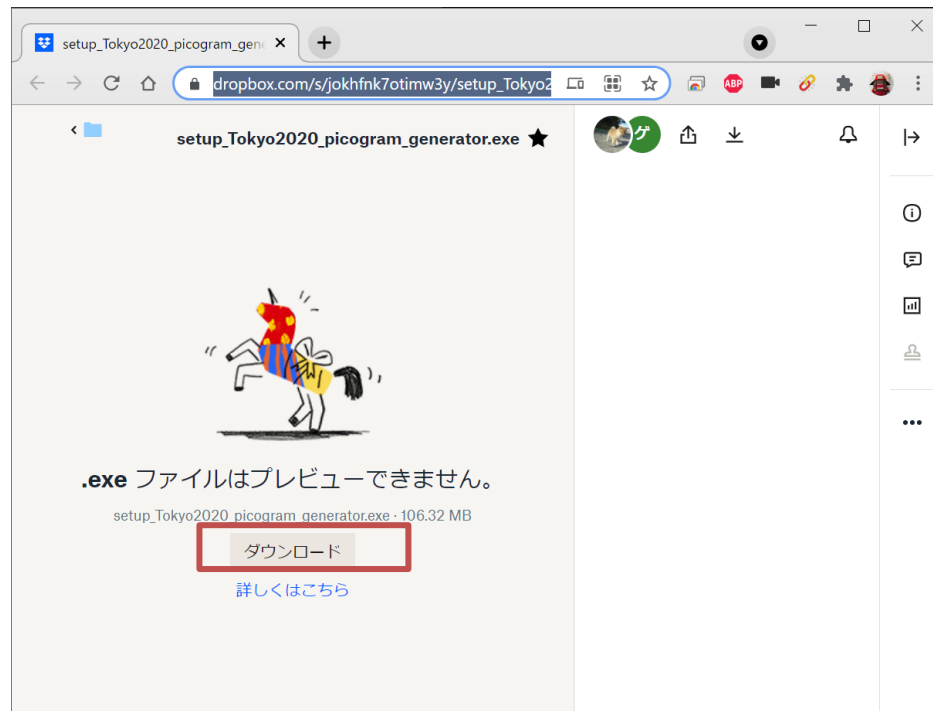 setup_Tokyo2020_picogram_gene
dropbox.com/s/jokhfnk7otimw3y/setup_Tokyo2
ABP
setup_Tokyo2020_picogram_generator.exe
ゲ
.exe ファイルはプレビューできません。
setup_Tokyo2020_picogram_generator.exe · 106.32 MB
ダウンロード
詳しくはこちら